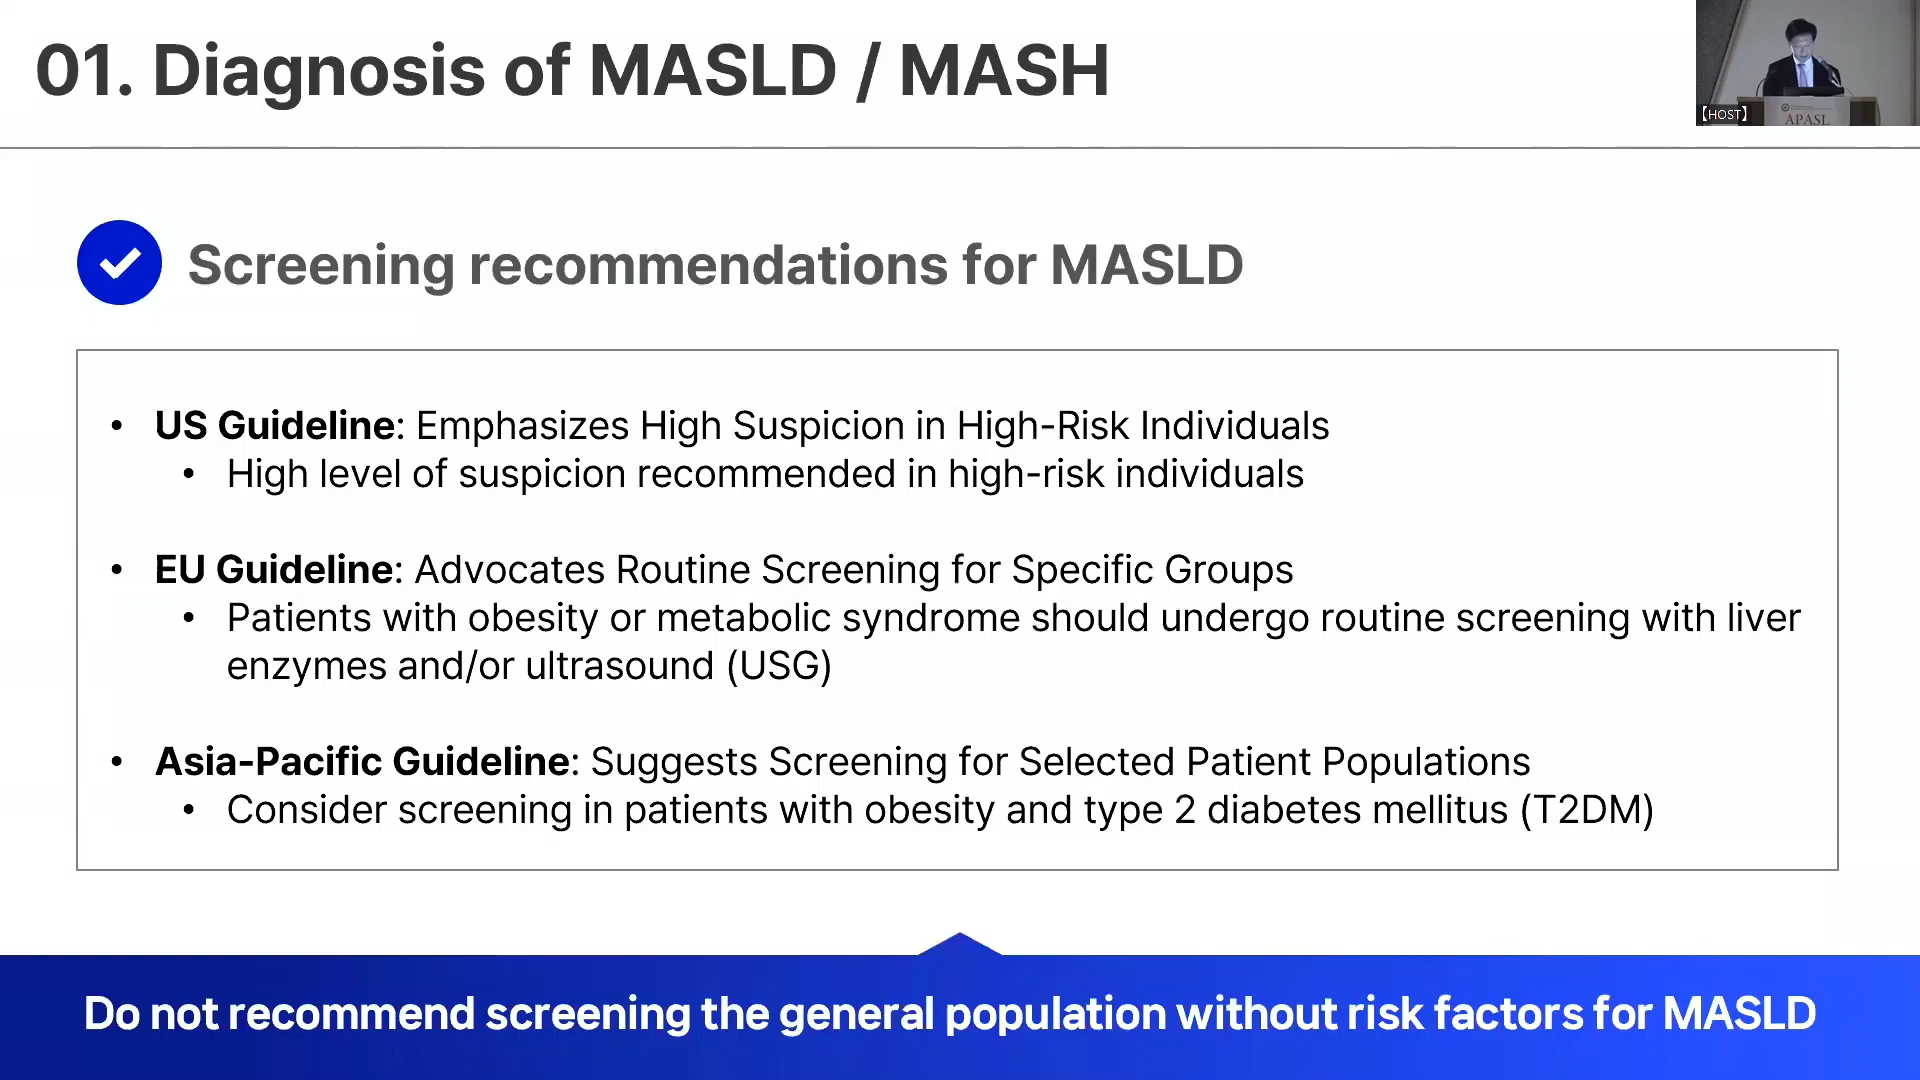 01. Diagnosis of MASLD / MASH
【HOST】
APASL
Screening recommendations for MASLD
• US Guideline: Emphasizes High Suspicion in High-Risk Individuals
• High level of suspicion recommended in high-risk individuals
• EU Guideline: Advocates Routine Screening for Specific Groups
• Patients with obesity or metabolic syndrome should undergo routine screening with liver
enzymes and/or ultrasound (USG)
• Asia-Pacific Guideline: Suggests Screening for Selected Patient Populations
• Consider screening in patients with obesity and type 2 diabetes mellitus (T2DM)
Do not recommend screening the general population without risk factors for MASLD